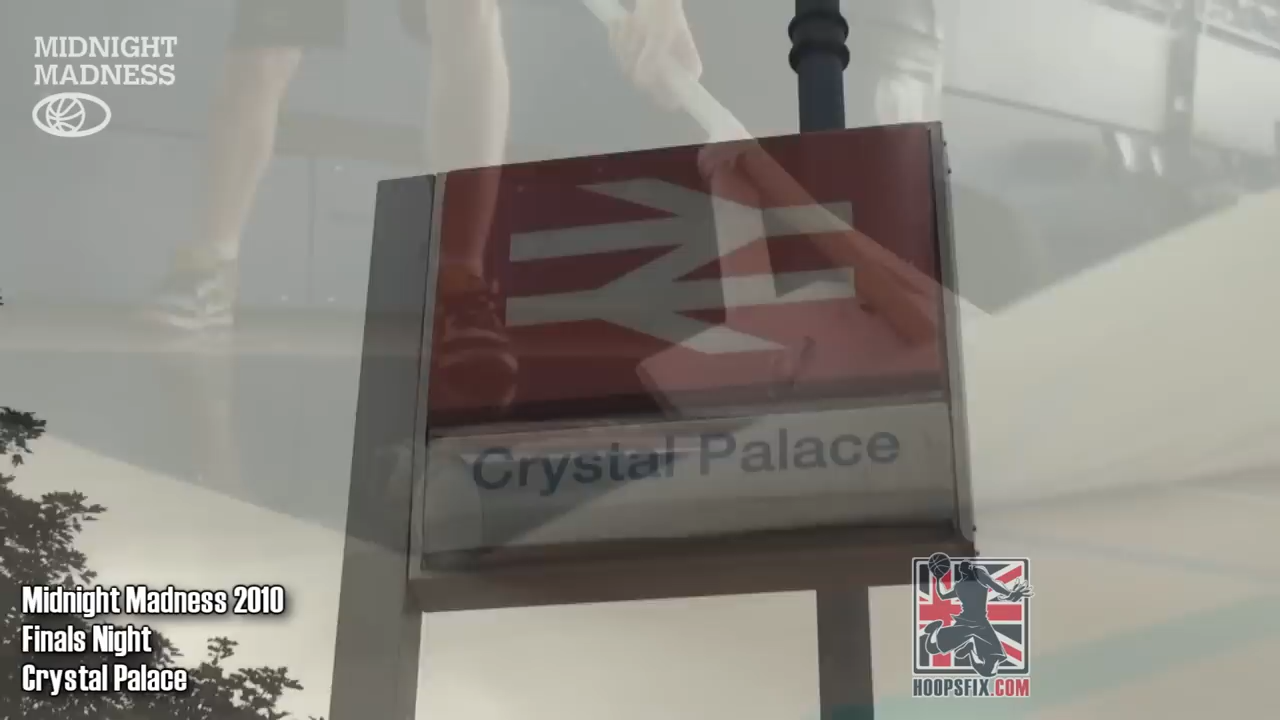 MIDNIGHT
MADNESS
Crystal Palace
Midnight Madness 2010
Finals Night
Crystal Palace
HOOPSFIX.COM